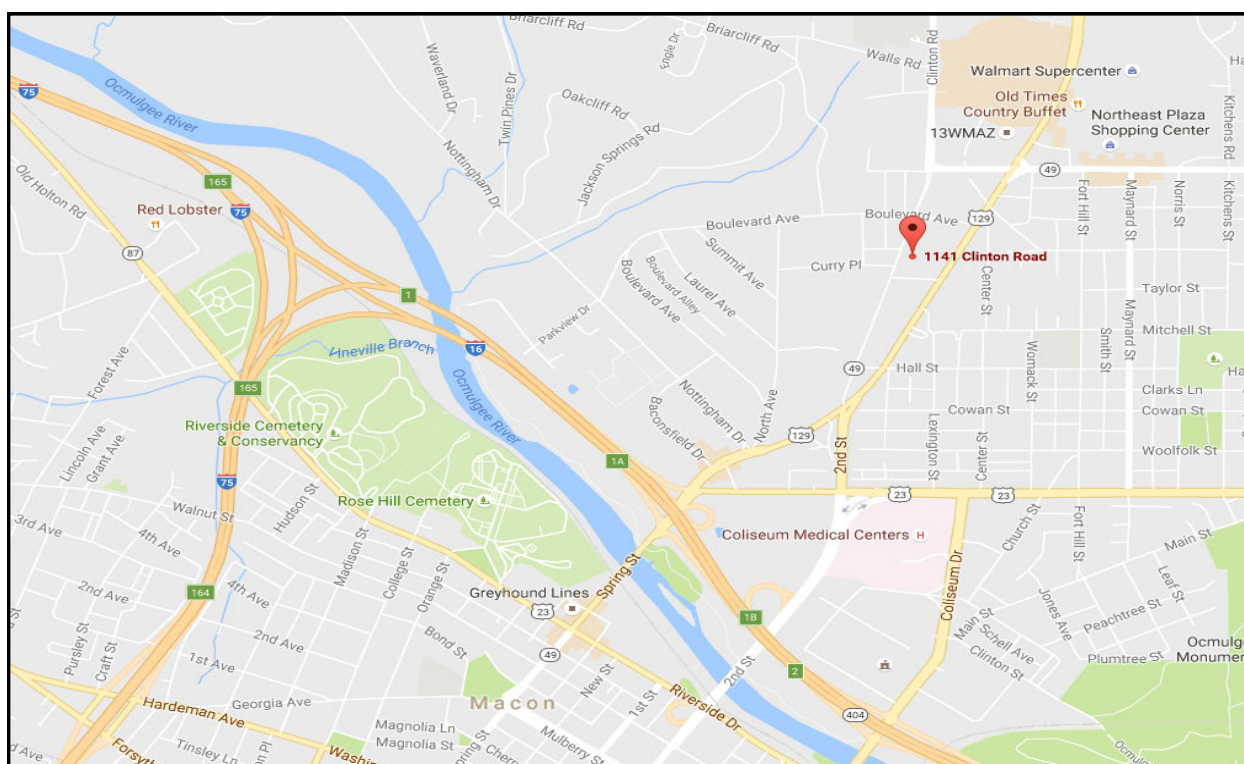 Briarcliff Rd
Briarcliff Rd
Engle Dr
Walls Rd
Clinton Rd
Waverland Dr
Twin Pines Dr
Walmart Supercenter
75
Ocmulgee River
Oakcliff Rd
Old Times
Country Buffet
Northeast Plaza
Shopping Center
Kitchens Rd
13WMAZ
Jackson Springs Rd
Nottingham Dr
49
165
Old Holton Rd
Red Lobster
75
Boulevard Ave
Boulevard Ave
129
Fort Hill St
Maynard St
Norris St
Kitchens St
87
Summit Ave
Curry Pl
1141 Clinton Road
Boulevard Ave
Boulevard Alley
Laurel Ave
Center St
Taylor St
1
Parkview Dr
Mitchell St
Smith St
Maynard St
Vineville Branch
16
Forest Ave
165
Ocmulgee River
49
Hall St
Womack St
Clarks Ln
Nottingham Dr
North Ave
Cowan St
Cowan St
Riverside Cemetery
& Conservancy
Baconsfield Dr
129
2nd St
Lexington St
Center St
Woolfolk St
Lincoln Ave
Grant Ave
1A
75
Rose Hill Cemetery
23
23
Hudson St
Walnut St
3rd Ave
4th Ave
Madison St
College St
Orange St
Coliseum Medical Centers
H
Church St
Fort Hill St
Main St
Spring St
Coliseum Dr
164
4th Ave
2nd Ave
Greyhound Lines
23
Leaf St
Jones Ave
Peachtree St
1B
Main St
Schell Ave
Clinton St
Pursley St
Craft St
2nd Ave
1st Ave
Bond St
49
New St
2nd St
2
Plumtree St
Ocmulg
Monume
Georgia Ave
Macon
1st St
Riverside Dr
404
Hardeman Ave
Magnolia Ln
Magnolia St
Mulberry St
Tinsley Ln
Forsyth
Washing
Spring St
Cherr
Ocmulg